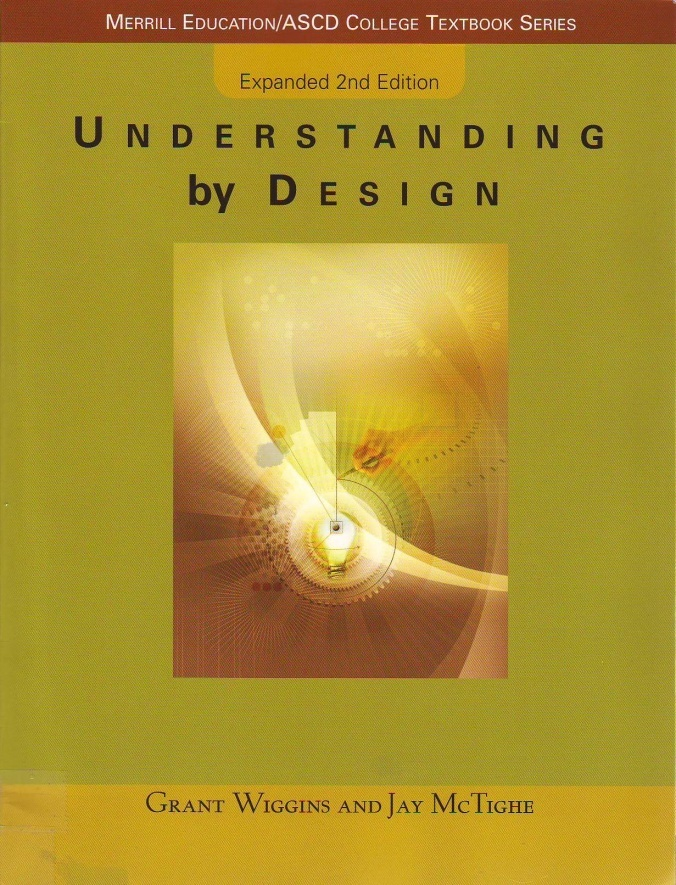 MERRILL EDUCATION/ASCD COLLEGE TEXTBOOK SERIES
Expanded 2nd Edition
UNDERSTANDING
by DESIGN
GRANT WIGGINS AND JAY MCTIGHE